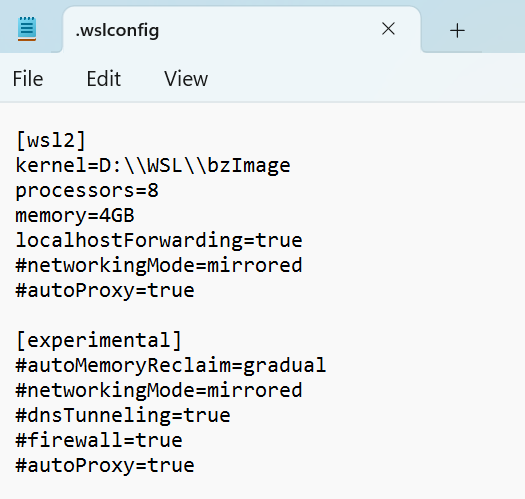 .wslconfig
File Edit View
[wsl2]
kernel=D:\\WSL\\bzImage
processors=8
memory=4GB
localhostForwarding=true
#networkingMode=mirrored
#autoProxy=true
[experimental]
#autoMemoryReclaim=gradual
#networkingMode=mirrored
#dnsTunneling=true
#firewall=true
#autoProxy=true